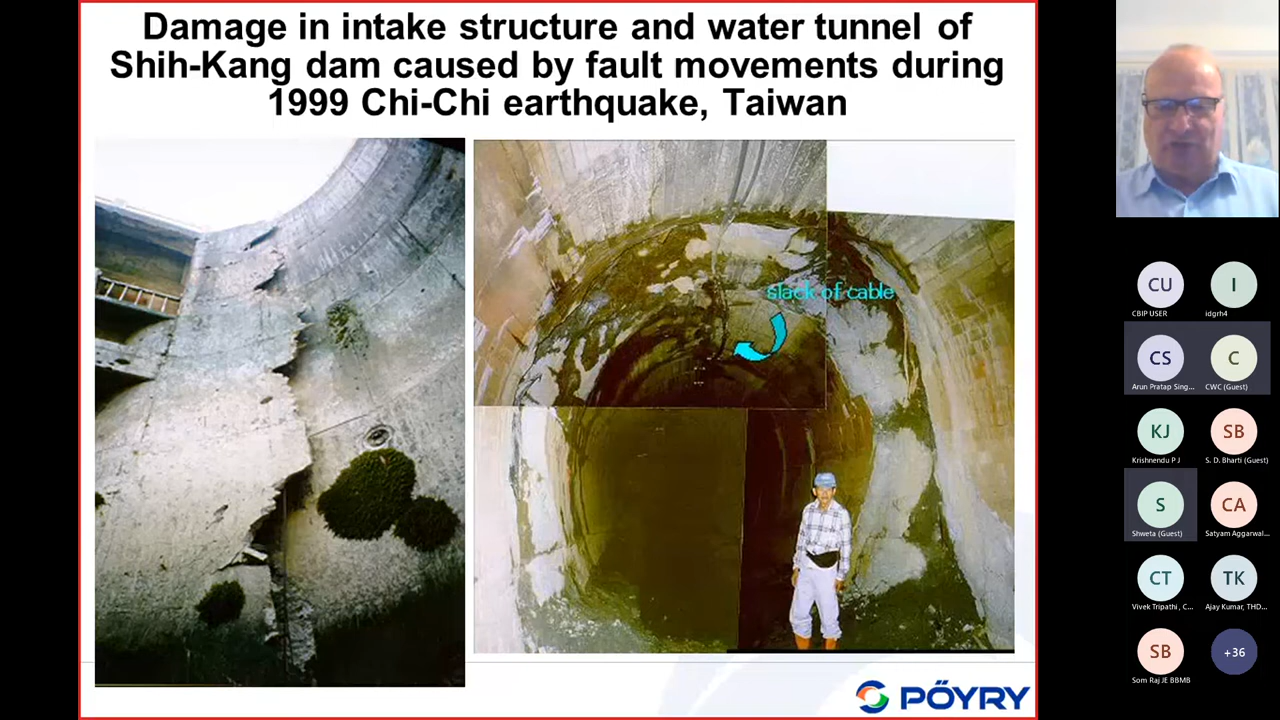 Damage in intake structure and water tunnel of
Shih-Kang dam caused by fault movements during
1999 Chi-Chi earthquake, Taiwan
slack of cable
PÖYRY
CU
I
CBIP USER
idgrh4
CS
C
Arun Pratap Sing...
CWC (Guest)
KJ
SB
Krishnendu P J
S. D. Bharti (Guest)
S
CA
Shweta (Guest)
Satyam Aggarwal...
CT
TK
Vivek Tripathi , C...
Ajay Kumar, THD...
SB
+36
Som Raj JE BBMB